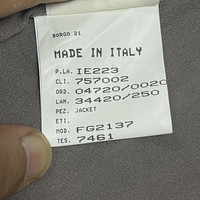 BORGO 21
MADE IN ITALY
P.LA. IE223
CLI. 757002
ORD. 04720/0020
LAN. 34420/250
PEZ. JACKET
ETI.
MOD. FG2137
TES. 7461